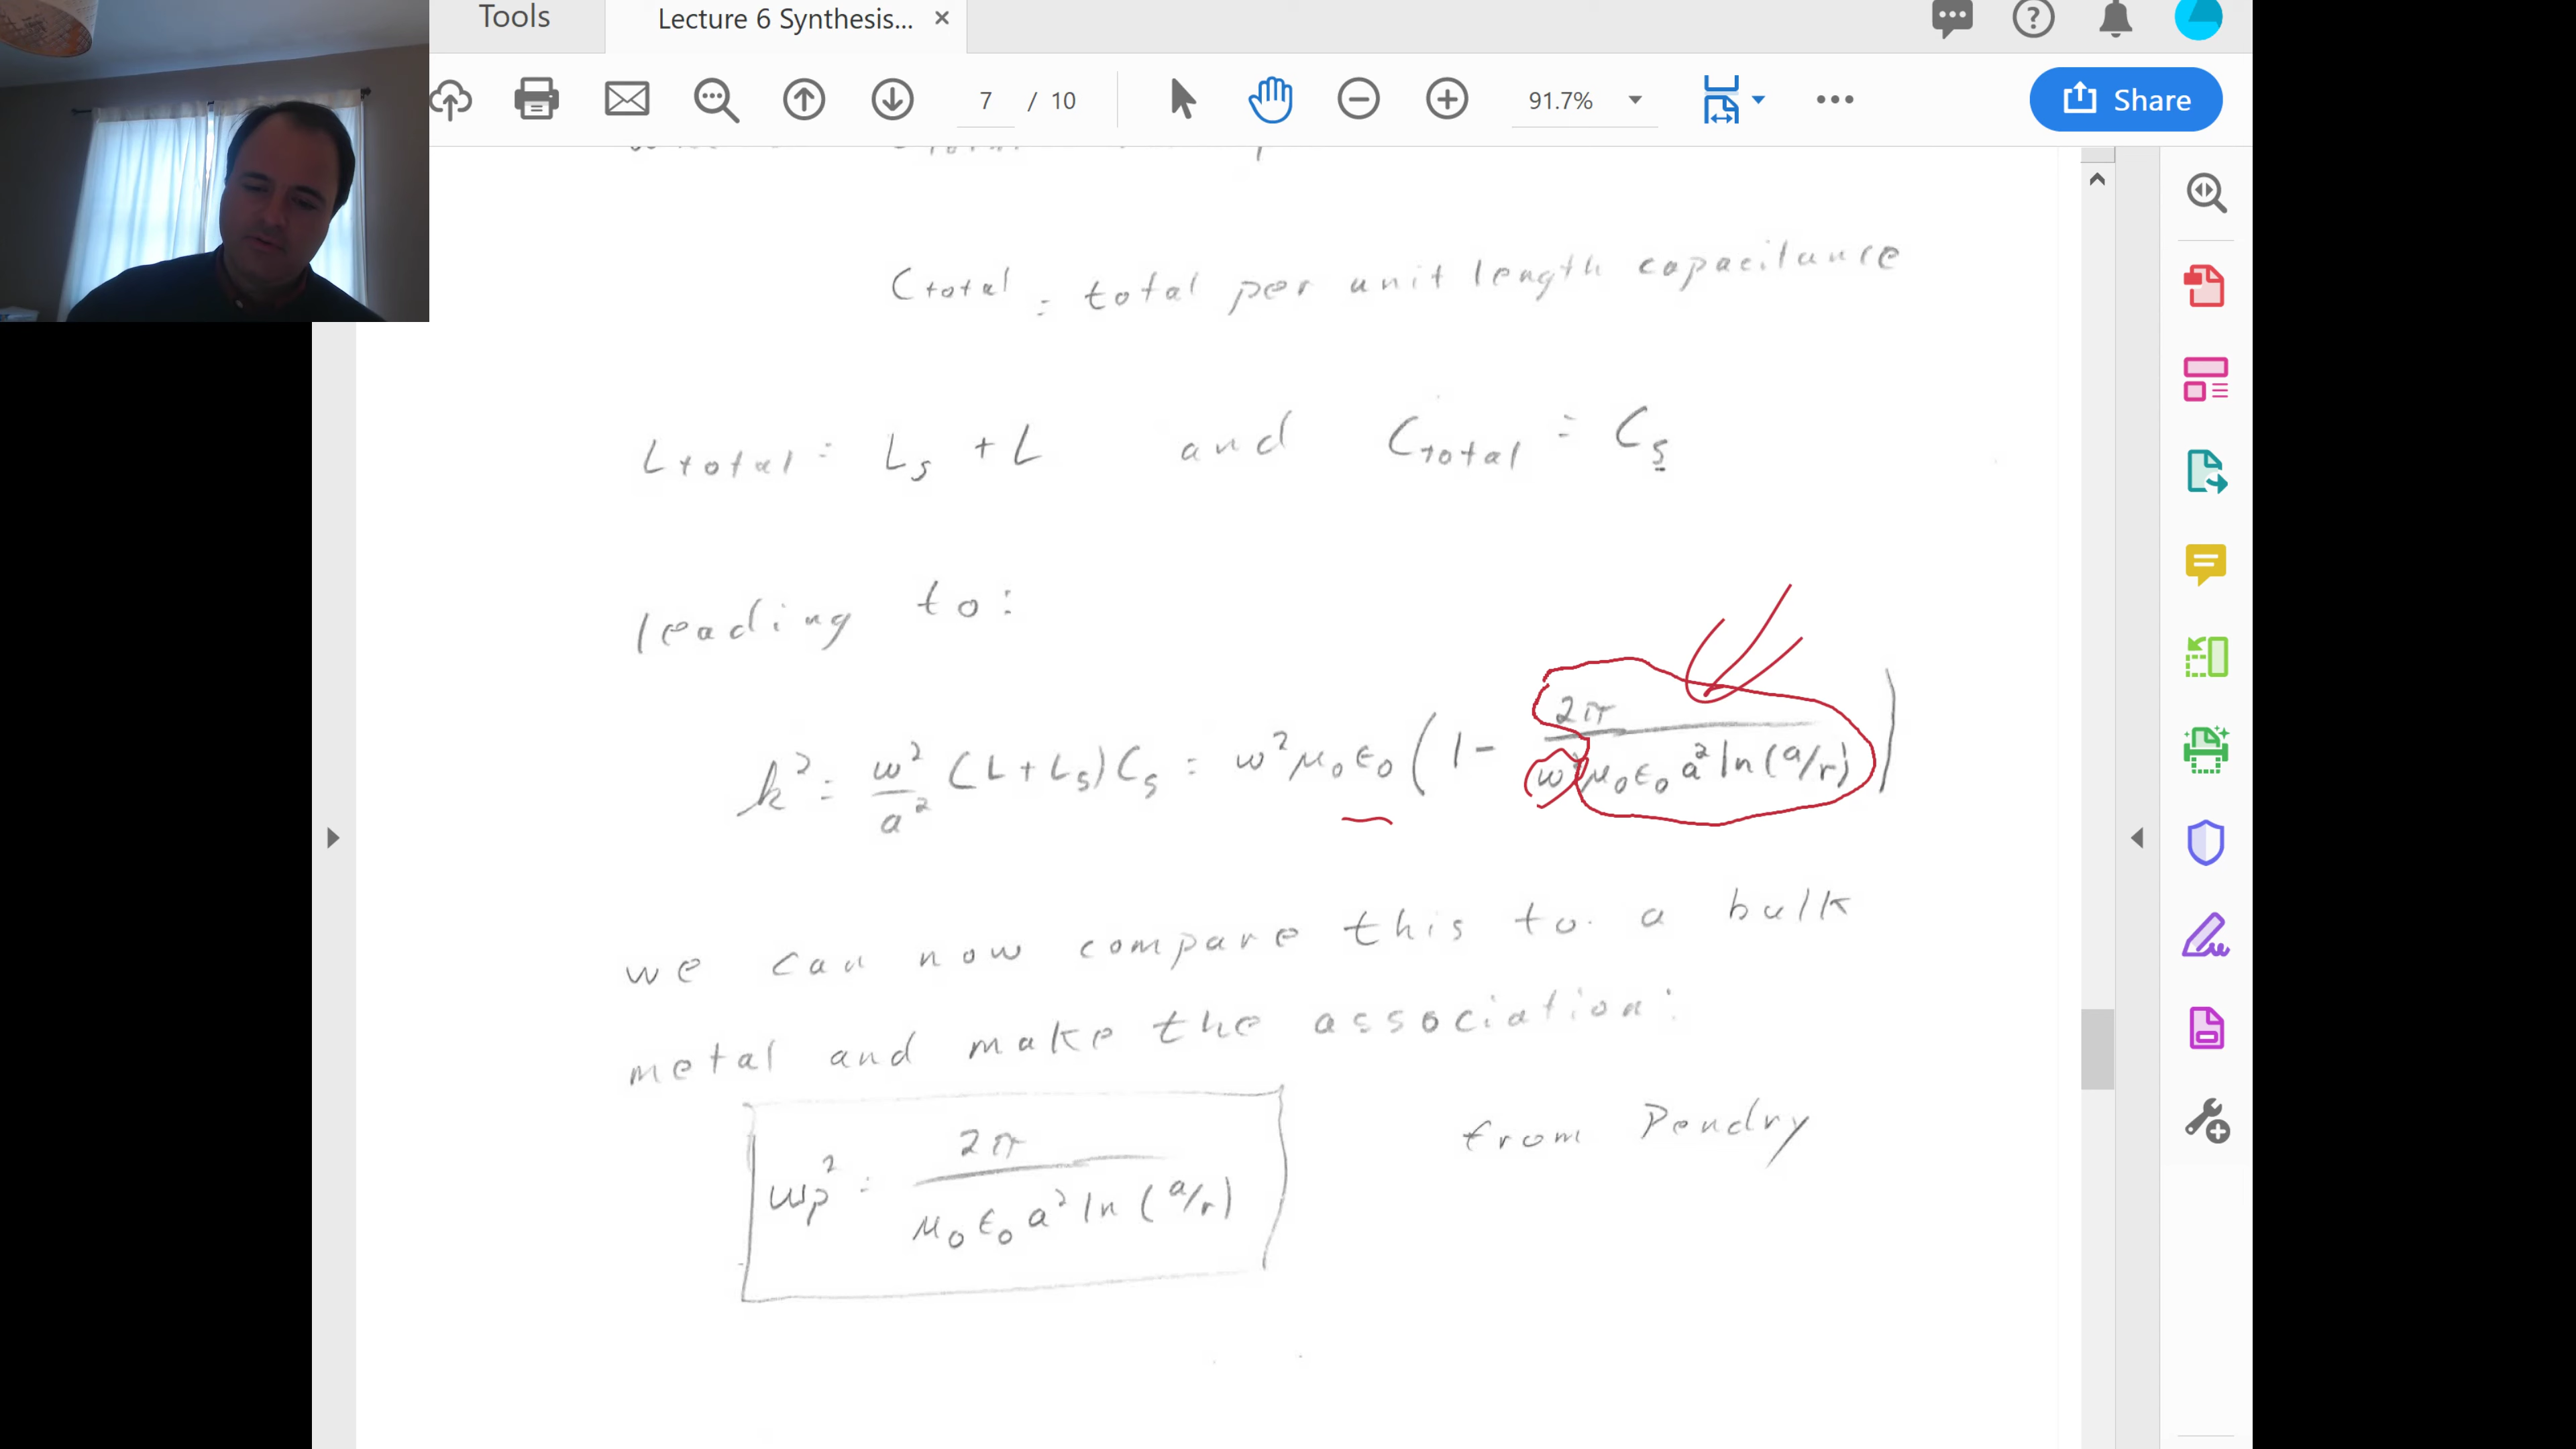 Tools
Lecture 6 Synthesis...
7 / 10
91.7%
Share
Ctotal = total per unit length capacitance
Ltotal = Ls + L and Ctotal = Cs
leading to:
k² = ω²/a² (L + Ls) Cs = ω²μ₀ε₀ (1 - 2π/(ω²μ₀ε₀a² ln(a/r)))
we can now compare this to a bulk
metal and make the association:
ωp² = 2π/(μ₀ε₀a² ln(a/r)) from Pendry